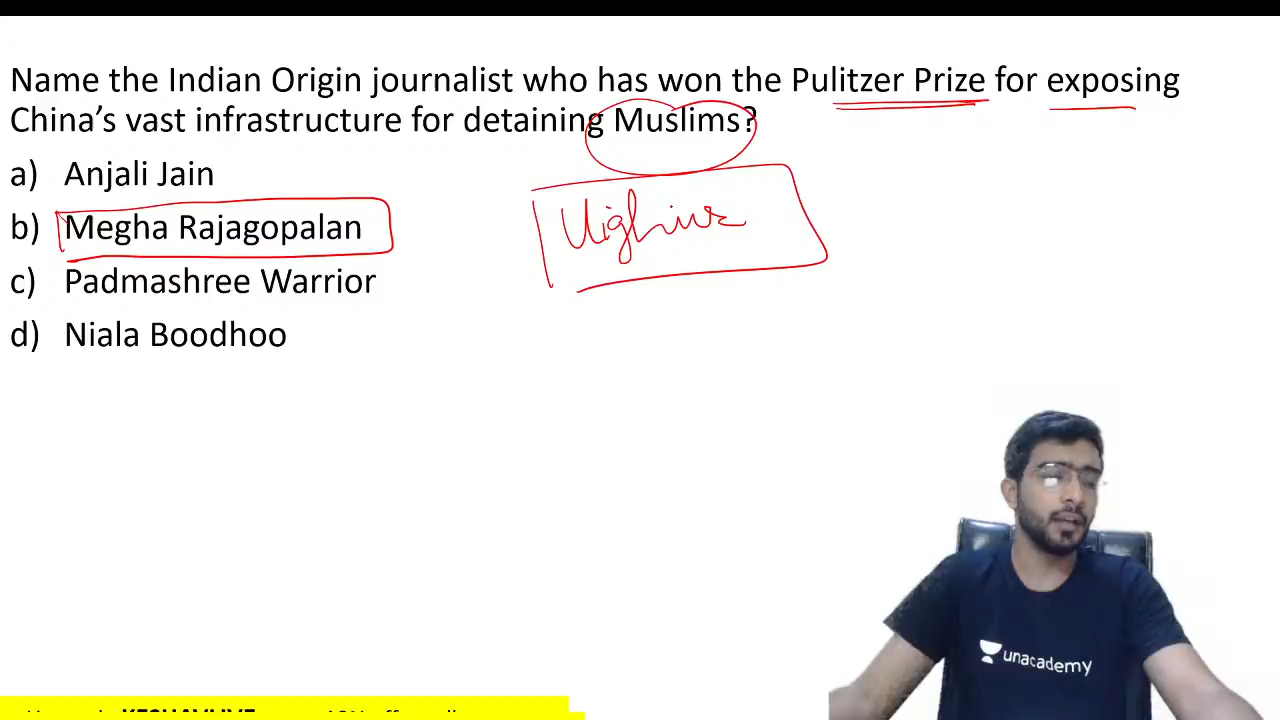 Name the Indian Origin journalist who has won the Pulitzer Prize for exposing
China’s vast infrastructure for detaining Muslims?
a) Anjali Jain
b) Megha Rajagopalan
Uighur
c) Padmashree Warrior
d) Niala Boodhoo
unacademy